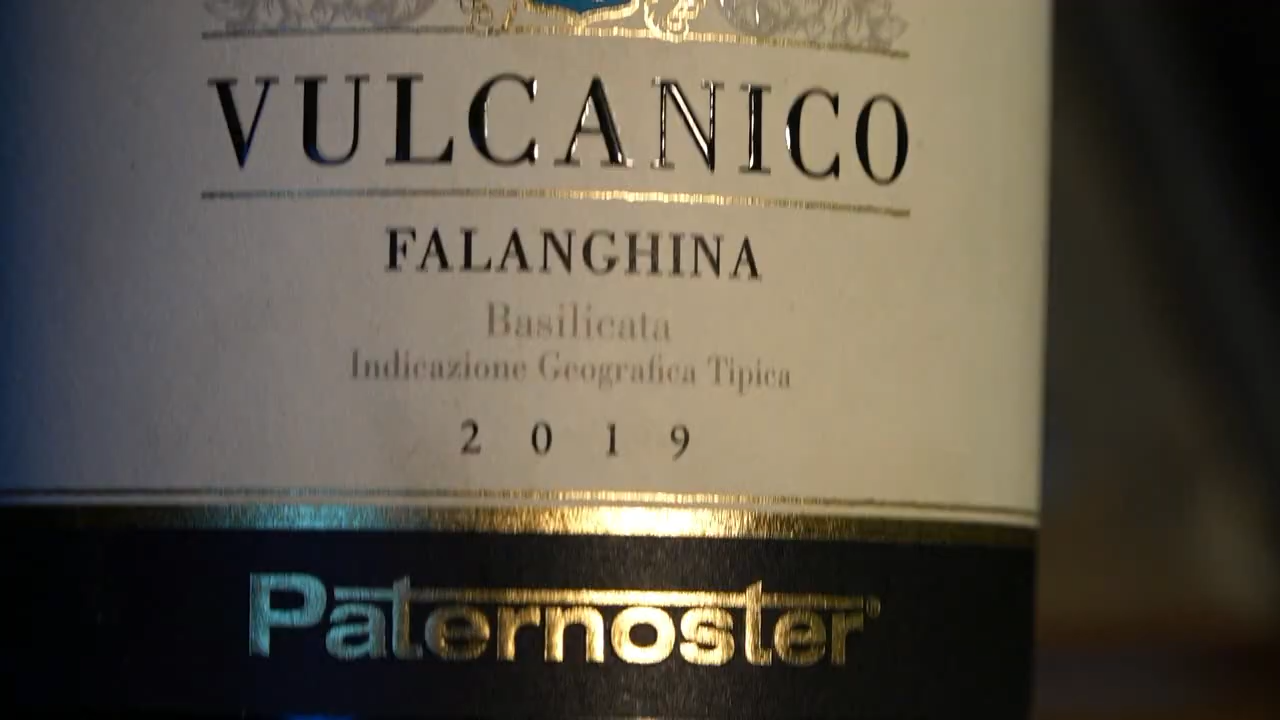 VULCANICO
FALANGHINA
Basilicata
Indicazione Geografica Tipica
2019
Paternoster®